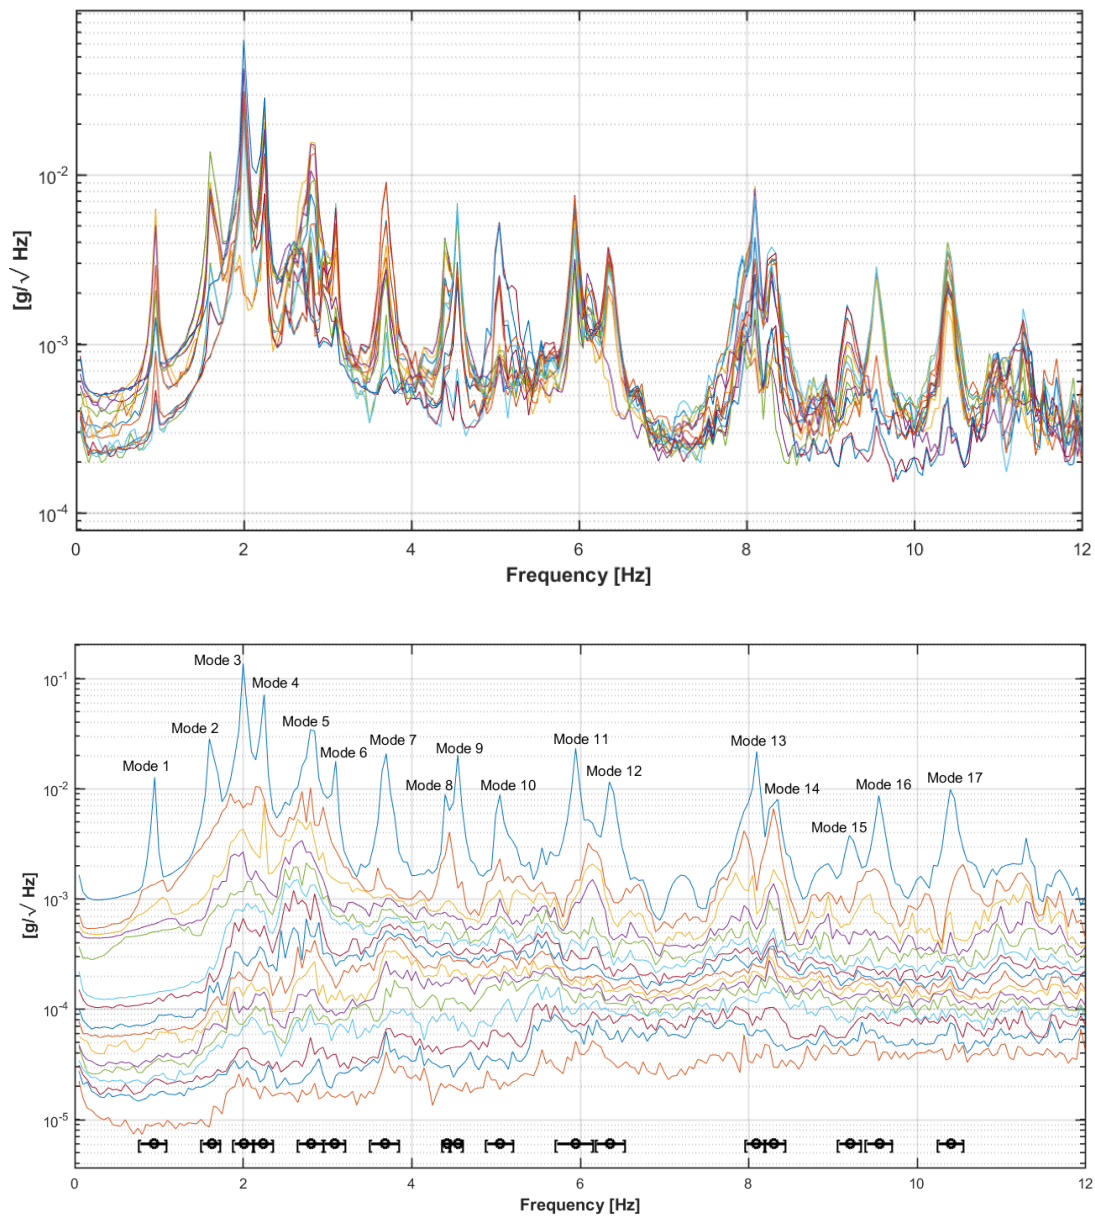 10⁻²
10⁻³
10⁻⁴
[g/√ Hz]
0 2 4 6 8 10 12
Frequency [Hz]
10⁻¹
10⁻²
10⁻³
10⁻⁴
10⁻⁵
[g/√ Hz]
Mode 3
Mode 4
Mode 2
Mode 5
Mode 1
Mode 6
Mode 7
Mode 9
Mode 8
Mode 10
Mode 11
Mode 12
Mode 13
Mode 14
Mode 15
Mode 16
Mode 17
0 2 4 6 8 10 12
Frequency [Hz]